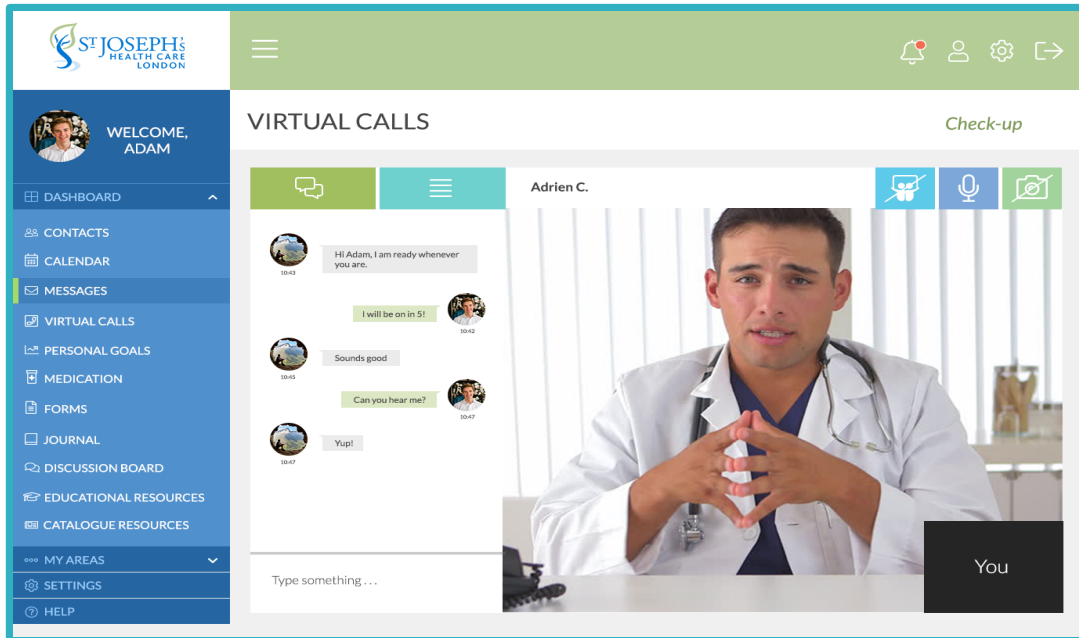 ST JOSEPH'S
HEALTH CARE
LONDON
WELCOME,
ADAM
DASHBOARD
CONTACTS
CALENDAR
MESSAGES
VIRTUAL CALLS
PERSONAL GOALS
MEDICATION
FORMS
JOURNAL
DISCUSSION BOARD
EDUCATIONAL RESOURCES
CATALOGUE RESOURCES
MY AREAS
SETTINGS
HELP
VIRTUAL CALLS
Check-up
Adrien C.
Hi Adam, I am ready whenever
you are.
10:43
I will be on in 5!
10:42
Sounds good
10:45
Can you hear me?
10:47
Yup!
10:47
Type something . . .
You